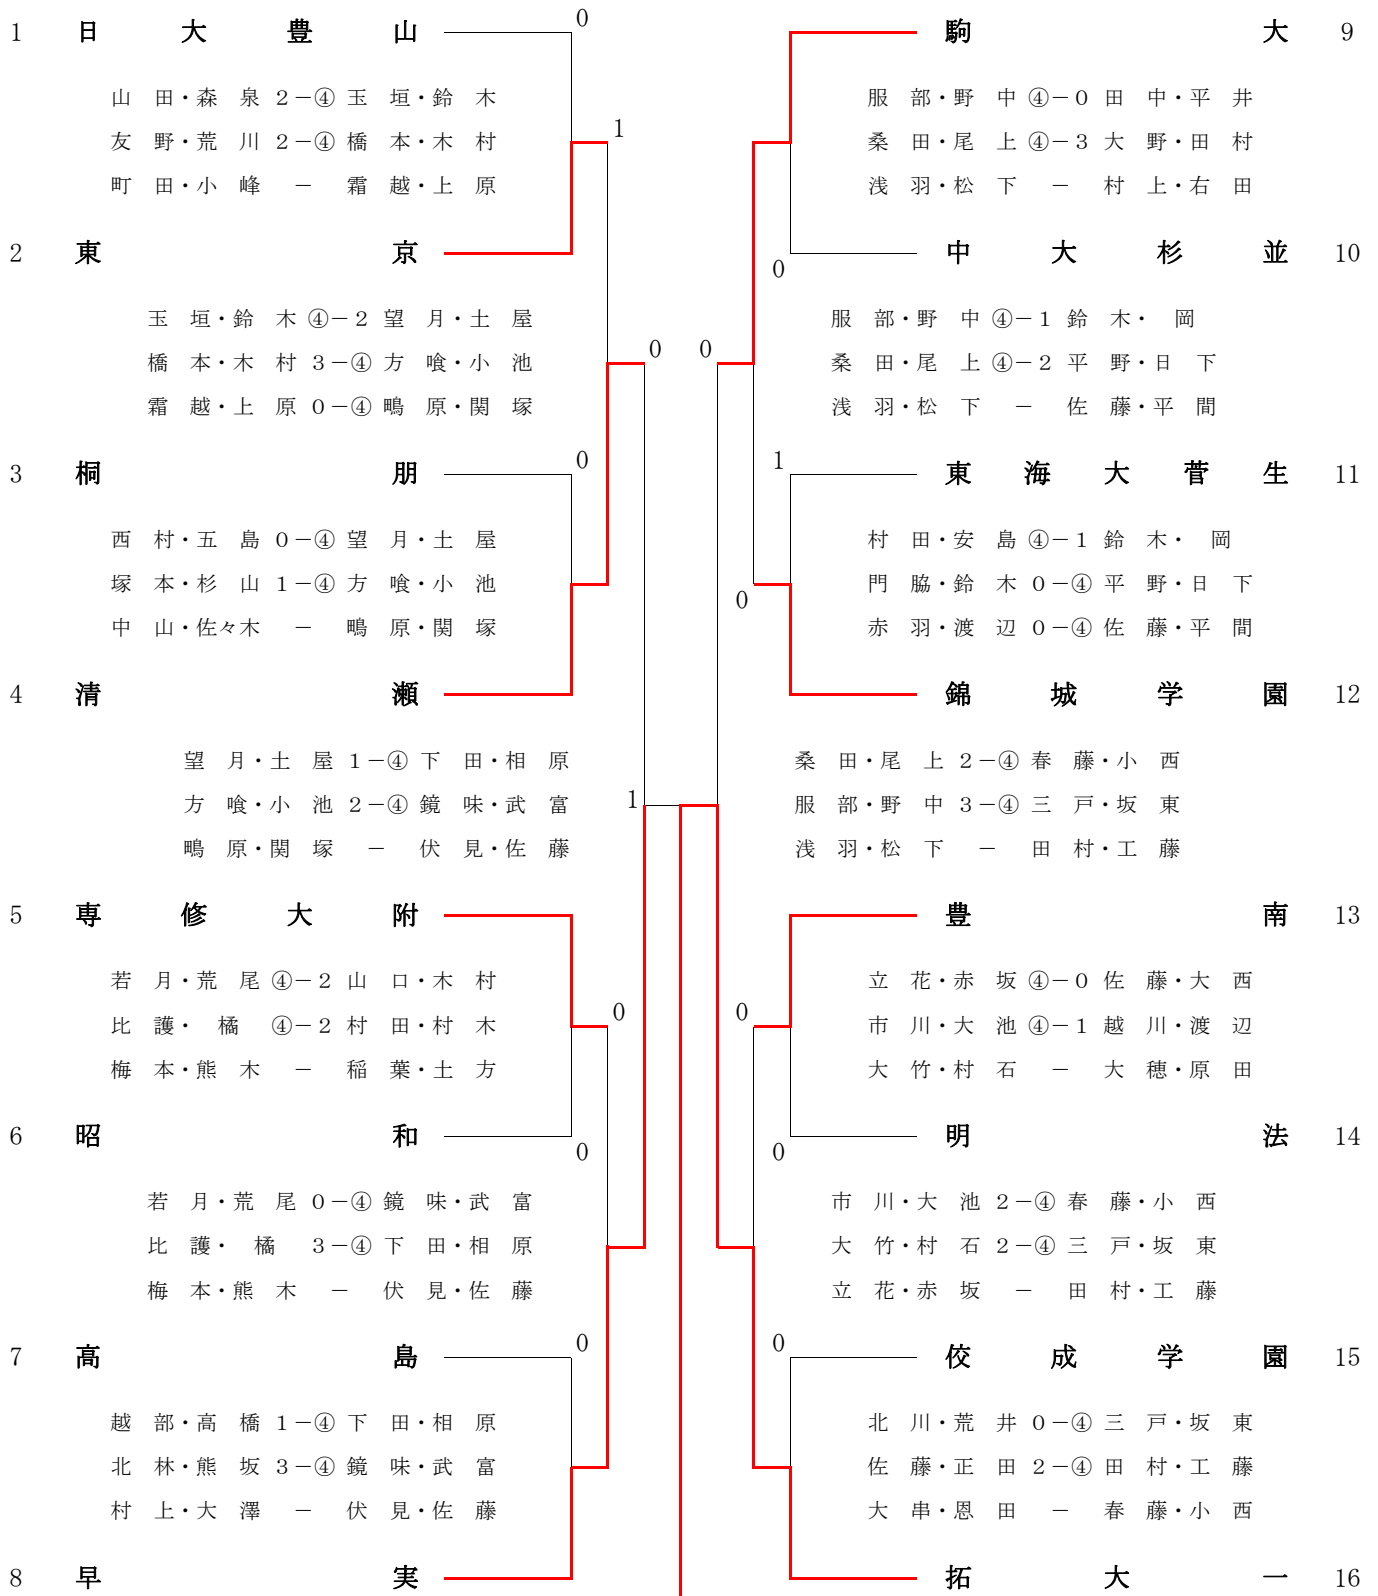 1 日大豊山 0
山田・森泉 2－④ 玉垣・鈴木
友野・荒川 2－④ 橋本・木村
1
町田・小峰 － 霜越・上原
2 東京
玉垣・鈴木 ④－2 望月・土屋
橋本・木村 3－④ 方喰・小池
0
霜越・上原 0－④ 鴫原・関塚
3 桐朋 0
西村・五島 0－④ 望月・土屋
塚本・杉山 1－④ 方喰・小池
中山・佐々木 － 鴫原・関塚
4 清瀬
望月・土屋 1－④ 下田・相原
方喰・小池 2－④ 鏡味・武富
1
鴫原・関塚 － 伏見・佐藤
5 専修大附
若月・荒尾 ④－2 山口・木村
比護・橘 ④－2 村田・村木
0
梅本・熊木 － 稲葉・土方
6 昭和
0
若月・荒尾 0－④ 鏡味・武富
比護・橘 3－④ 下田・相原
梅本・熊木 － 伏見・佐藤
7 高島 0
越部・高橋 1－④ 下田・相原
北林・熊坂 3－④ 鏡味・武富
村上・大澤 － 伏見・佐藤
8 早実
駒大 9
服部・野中 ④－0 田中・平井
桑田・尾上 ④－3 大野・田村
浅羽・松下 － 村上・右田
中大杉並 10
0
服部・野中 ④－1 鈴木・岡
0
桑田・尾上 ④－2 平野・日下
浅羽・松下 － 佐藤・平間
1 東海大菅生 11
村田・安島 ④－1 鈴木・岡
門脇・鈴木 0－④ 平野・日下
0
赤羽・渡辺 0－④ 佐藤・平間
錦城学園 12
桑田・尾上 2－④ 春藤・小西
服部・野中 3－④ 三戸・坂東
浅羽・松下 － 田村・工藤
豊南 13
立花・赤坂 ④－0 佐藤・大西
0
市川・大池 ④－1 越川・渡辺
大竹・村石 － 大穂・原田
明法 14
0
市川・大池 2－④ 春藤・小西
大竹・村石 2－④ 三戸・坂東
立花・赤坂 － 田村・工藤
0 佼成学園 15
北川・荒井 0－④ 三戸・坂東
佐藤・正田 2－④ 田村・工藤
大串・恩田 － 春藤・小西
拓大一 16